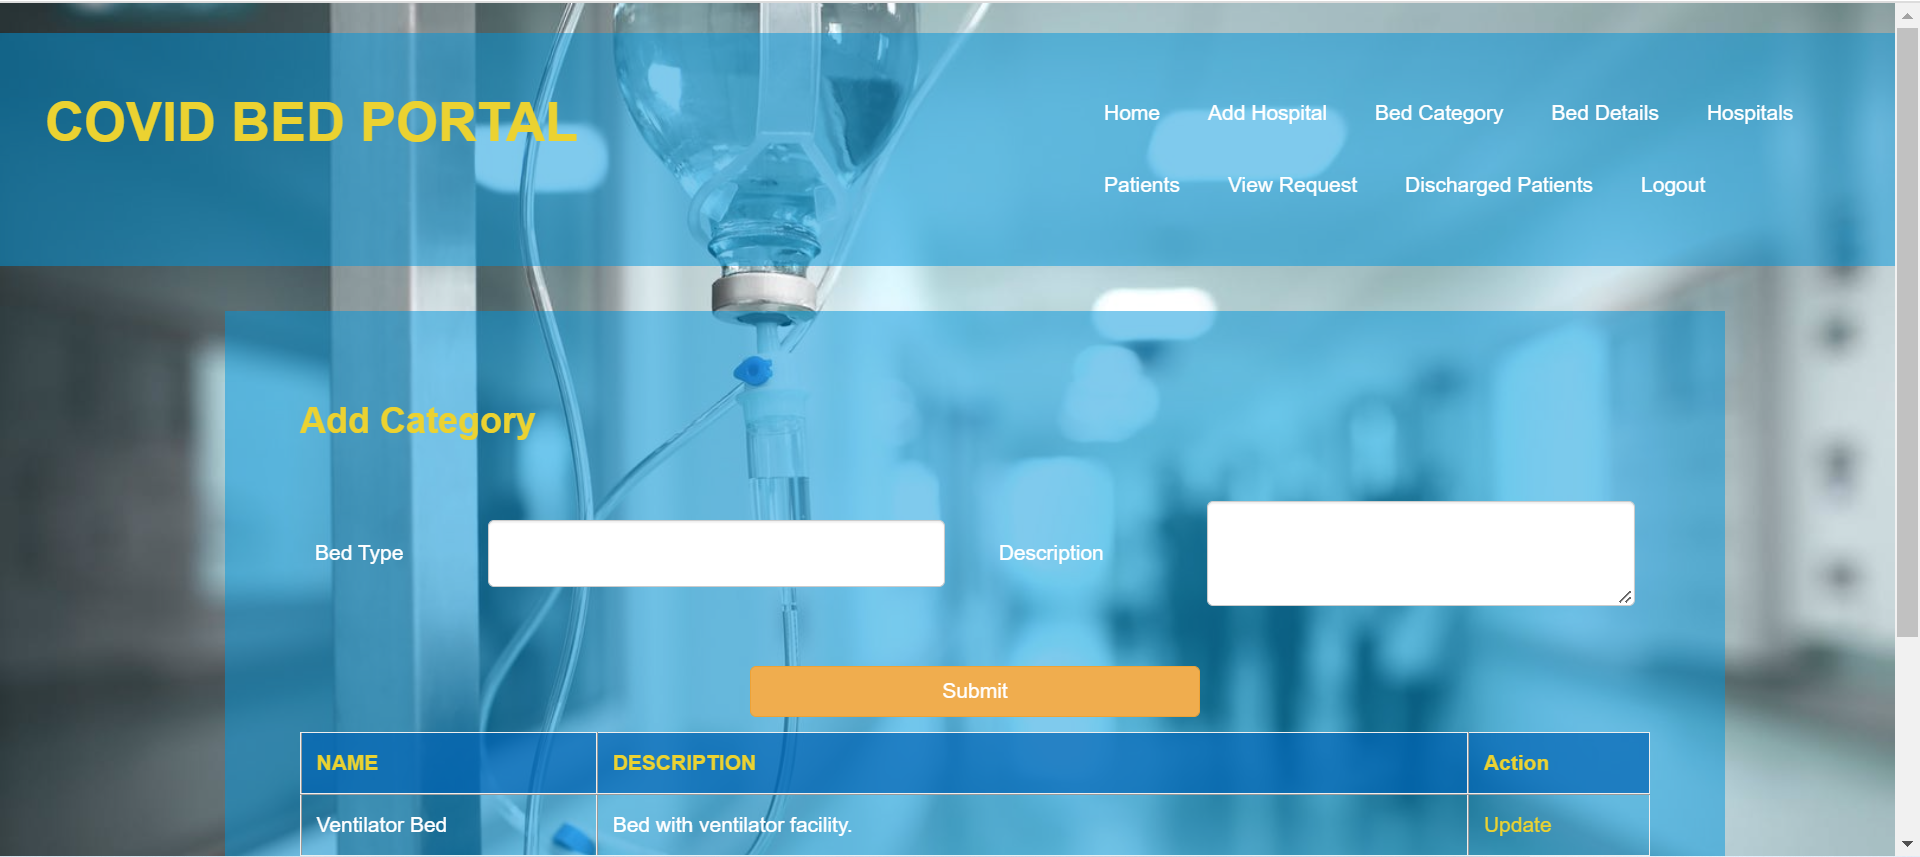 COVID BED PORTAL
Home Add Hospital Bed Category Bed Details Hospitals
Patients View Request Discharged Patients Logout
Add Category
Bed Type Description
Submit
NAME DESCRIPTION Action
Ventilator Bed Bed with ventilator facility. Update